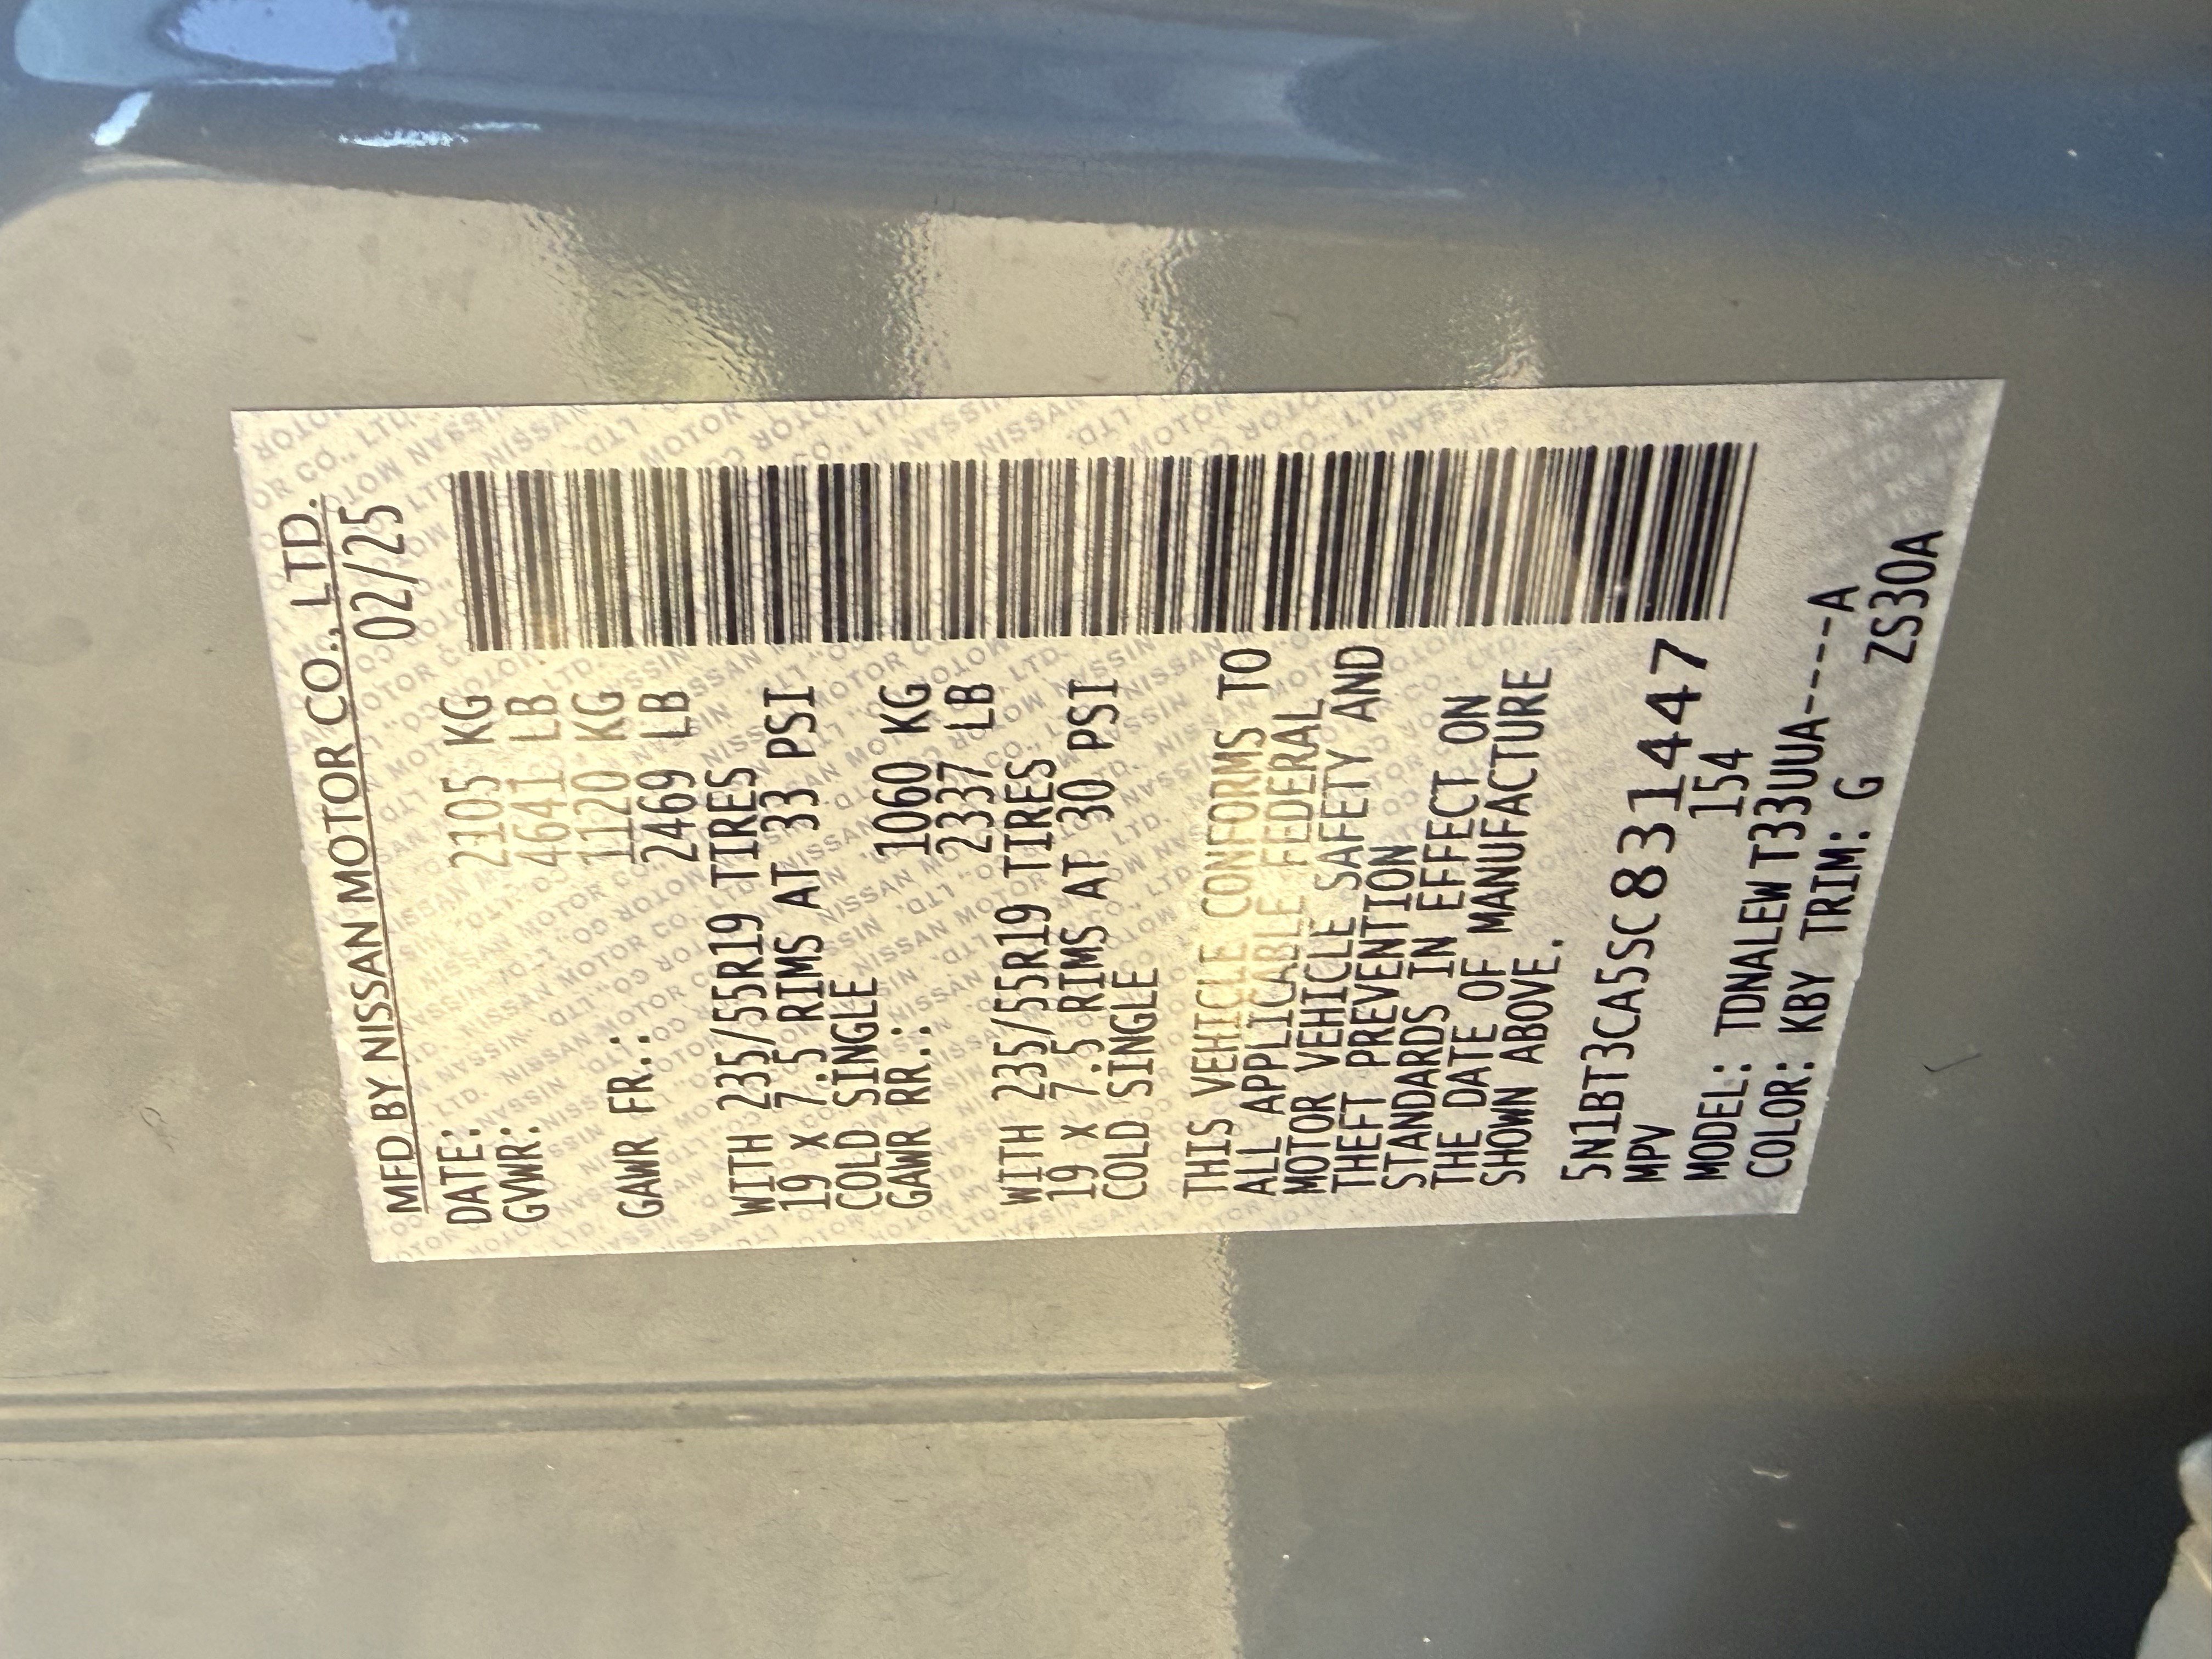 MFD BY NISSAN MOTOR CO., LTD.
DATE: 02/25
GVWR: 2105 KG
4641 LB
GAWR FR.: 1120 KG
2469 LB
WITH 235/55R19 TIRES
19 x 7.5 RIMS AT 33 PSI
COLD SINGLE
GAWR RR.: 1060 KG
2337 LB
WITH 235/55R19 TIRES
19 x 7.5 RIMS AT 30 PSI
COLD SINGLE
THIS VEHICLE CONFORMS TO
ALL APPLICABLE FEDERAL
MOTOR VEHICLE SAFETY AND
THEFT PREVENTION
STANDARDS IN EFFECT ON
THE DATE OF MANUFACTURE
SHOWN ABOVE.
5N1BT3CA5SC831447
MPV 154
MODEL: TDNALEW T33UUA-----A
COLOR: KBY TRIM: G ZS30A